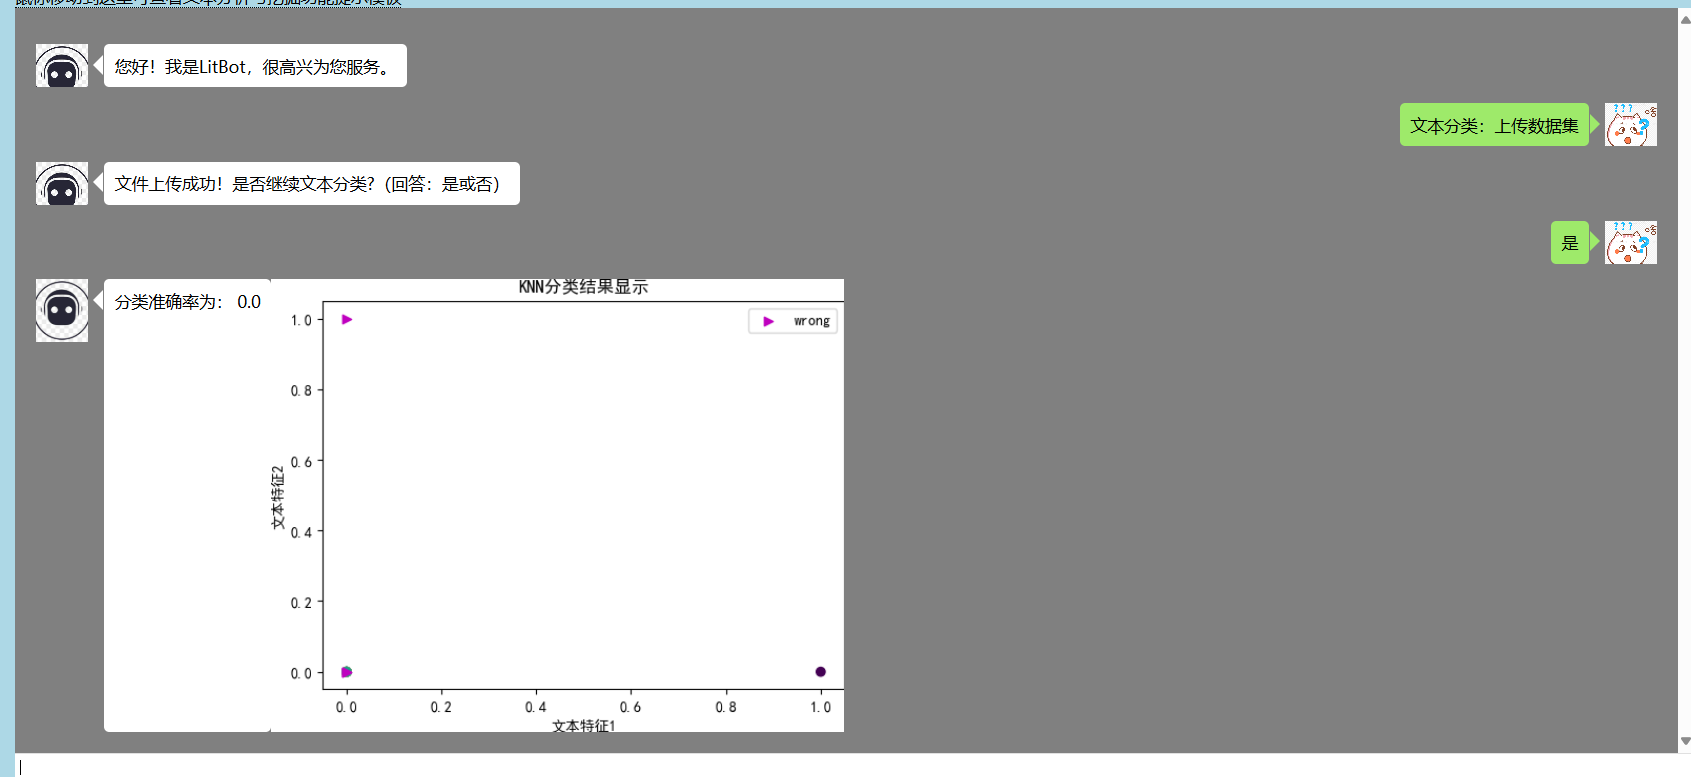 您好！我是LitBot，很高兴为您服务。
文本分类：上传数据集
文件上传成功！是否继续文本分类?（回答：是或否）
是
分类准确率为： 0.0
KNN分类结果显示
wrong
1.0
0.8
0.6
0.4
0.2
0.0
文本特征2
0.0 0.2 0.4 0.6 0.8 1.0
文本特征1